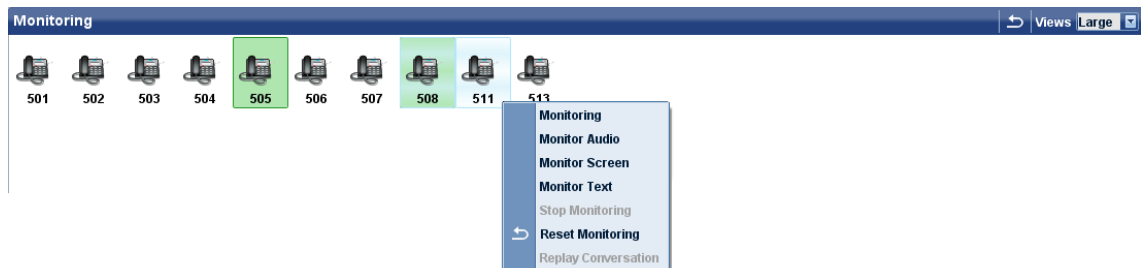 Monitoring Views Large
501 502 503 504 505 506 507 508 511 513
Monitoring
Monitor Audio
Monitor Screen
Monitor Text
Stop Monitoring
Reset Monitoring
Replay Conversation